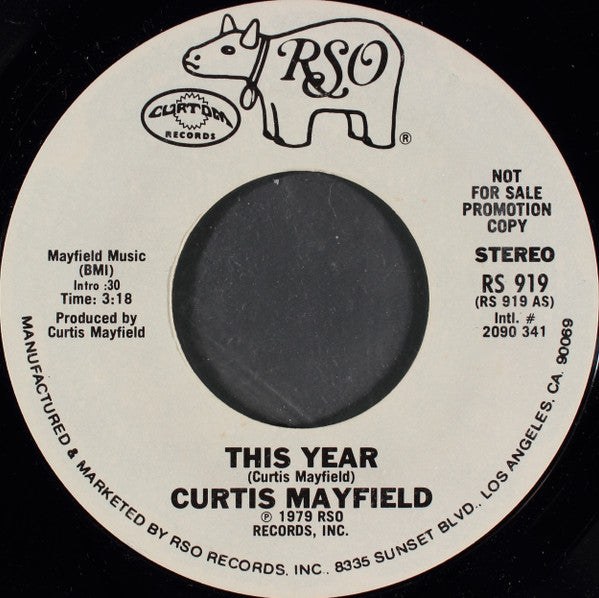 RSO
®
CURTOM
RECORDS
NOT
FOR SALE
PROMOTION
COPY
STEREO
RS 919
(RS 919 AS)
Intl. #
2090 341
Mayfield Music
(BMI)
Intro :30
Time: 3:18
Produced by
Curtis Mayfield
THIS YEAR
(Curtis Mayfield)
CURTIS MAYFIELD
℗ 1979 RSO
RECORDS, INC.
MANUFACTURED & MARKETED BY RSO RECORDS, INC., 8335 SUNSET BLVD., LOS ANGELES, CA. 90069